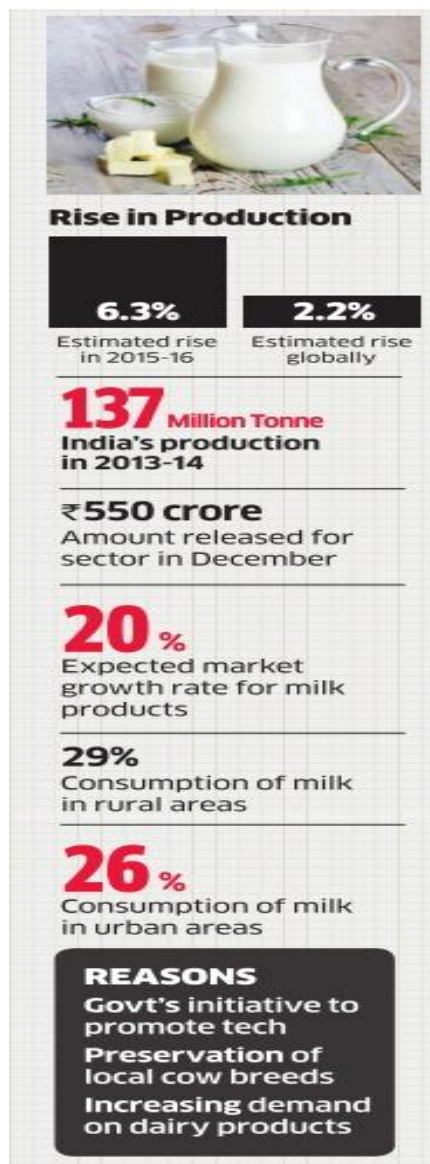 Rise in Production
6.3%
Estimated rise
in 2015-16
2.2%
Estimated rise
globally
137 Million Tonne
India's production
in 2013-14
₹550 crore
Amount released for
sector in December
20 %
Expected market
growth rate for milk
products
29%
Consumption of milk
in rural areas
26 %
Consumption of milk
in urban areas
REASONS
Govt's initiative to
promote tech
Preservation of
local cow breeds
Increasing demand
on dairy products